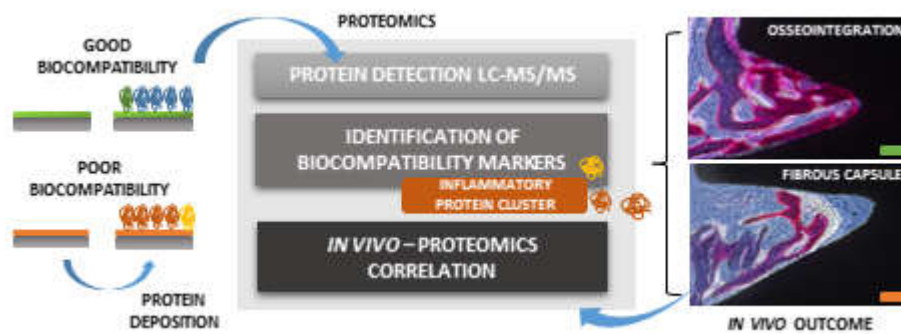 PROTEOMICS
GOOD
BIOCOMPATIBILITY
POOR
BIOCOMPATIBILITY
PROTEIN
DEPOSITION
PROTEIN DETECTION LC-MS/MS
IDENTIFICATION OF
BIOCOMPATIBILITY MARKERS
INFLAMMATORY
PROTEIN CLUSTER
IN VIVO – PROTEOMICS
CORRELATION
OSSEOINTEGRATION
FIBROUS CAPSULE
IN VIVO OUTCOME